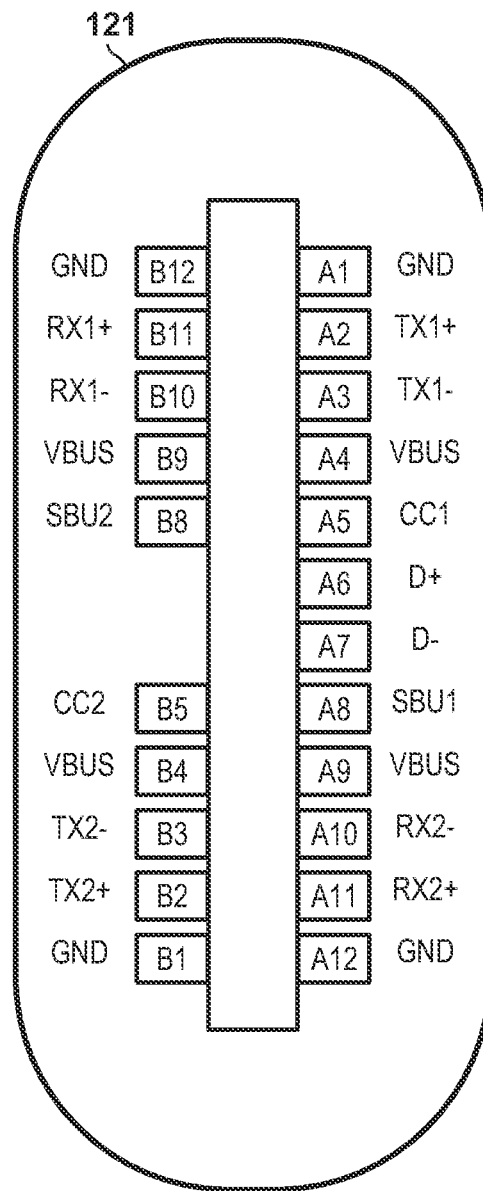 121
GND B12 A1 GND
RX1+ B11 A2 TX1+
RX1- B10 A3 TX1-
VBUS B9 A4 VBUS
SBU2 B8 A5 CC1
A6 D+
A7 D-
CC2 B5 A8 SBU1
VBUS B4 A9 VBUS
TX2- B3 A10 RX2-
TX2+ B2 A11 RX2+
GND B1 A12 GND